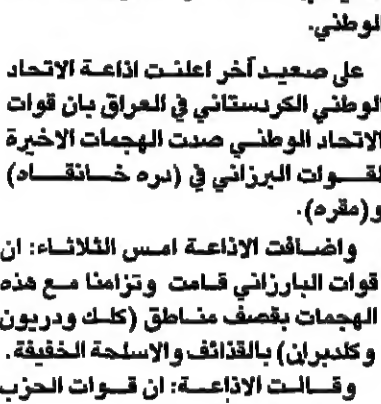 الوطني.
على صعيد آخر اعلنت اذاعة الاتحاد
الوطني الكردستاني في العراق بان قوات
الاتحاد الوطني صدت الهجمات الاخيرة
لقوات البرزاني في (دره خانقاه)
و(مقره).
واضافت الاذاعة امس الثلاثاء: ان
قوات البارزاني قامت وتزامنا مع هذه
الهجمات بقصف مناطق (كلك ودربون
وكلدبران) بالقذائف والاسلحة الخفيفة.
وقالت الاذاعة: ان قوات الحزب